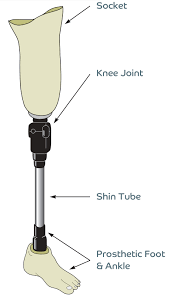 Socket
Knee Joint
Shin Tube
Prosthetic Foot
& Ankle